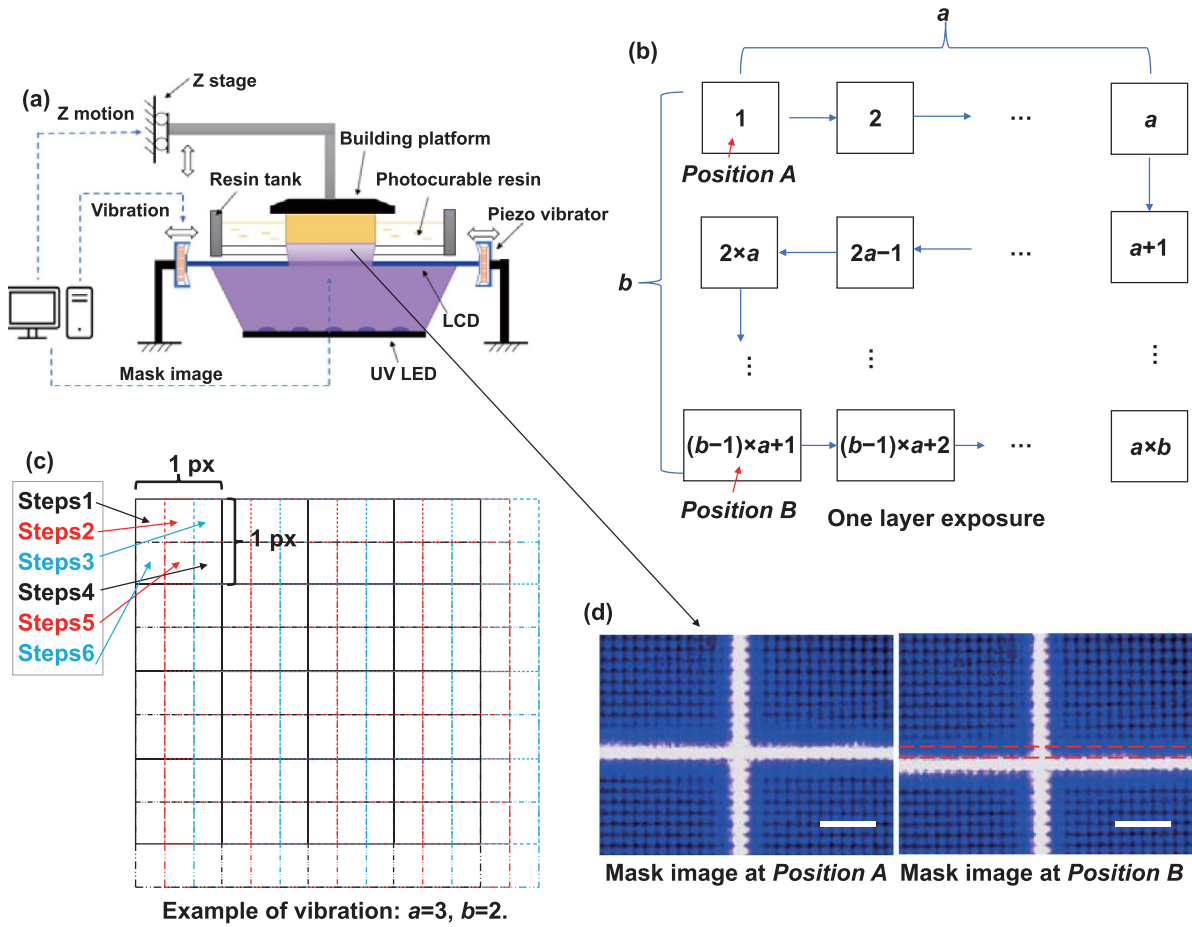 (a)
Z stage
Z motion
Building platform
Resin tank
Photocurable resin
Vibration
Piezo vibrator
LCD
UV LED
Mask image
(b)
a
1
2
...
a
Position A
2×a
2a−1
...
a+1
b
⋮
⋮
⋮
(b−1)×a+1
(b−1)×a+2
...
a×b
Position B
One layer exposure
(c)
1 px
Steps1
Steps2
Steps3
Steps4
Steps5
Steps6
1 px
Example of vibration: a=3, b=2.
(d)
Mask image at Position A
Mask image at Position B